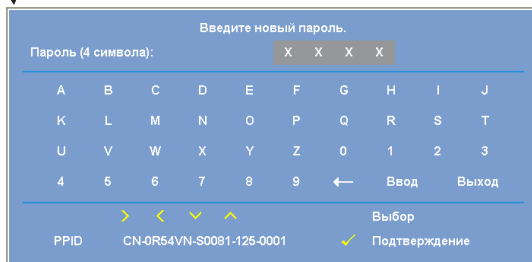 Введите новый пароль.
Пароль (4 символа): X X X X
A B C D E F G H I J
K L M N O P Q R S T
U V W X Y Z 0 1 2 3
4 5 6 7 8 9 ← Ввод Выход
Выбор
PPID CN-0R54VN-S0081-125-0001 ✓ Подтверждение